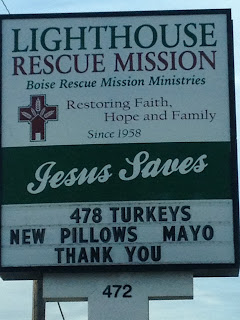 LIGHTHOUSE
RESCUE MISSION
Boise Rescue Mission Ministries
Restoring Faith,
Hope and Family
Since 1958
Jesus Saves
478 TURKEYS
NEW PILLOWS MAYO
THANK YOU
472